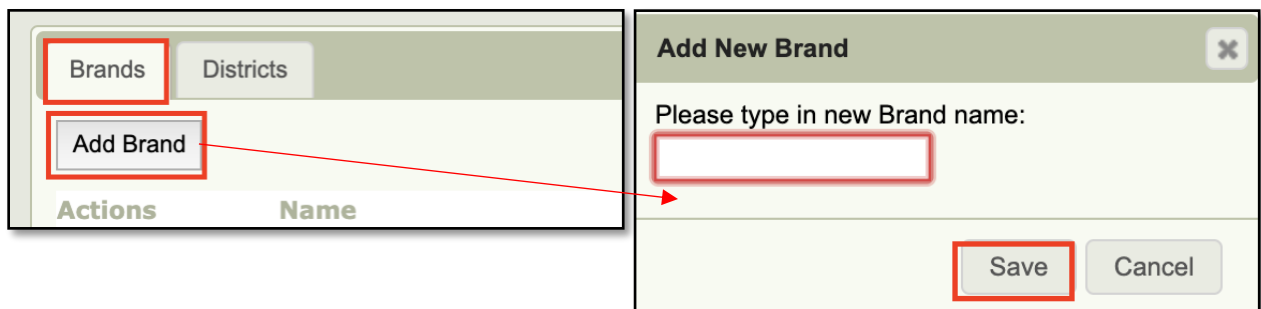 Brands Districts
Add Brand
Actions Name
Add New Brand
Please type in new Brand name:
Save Cancel